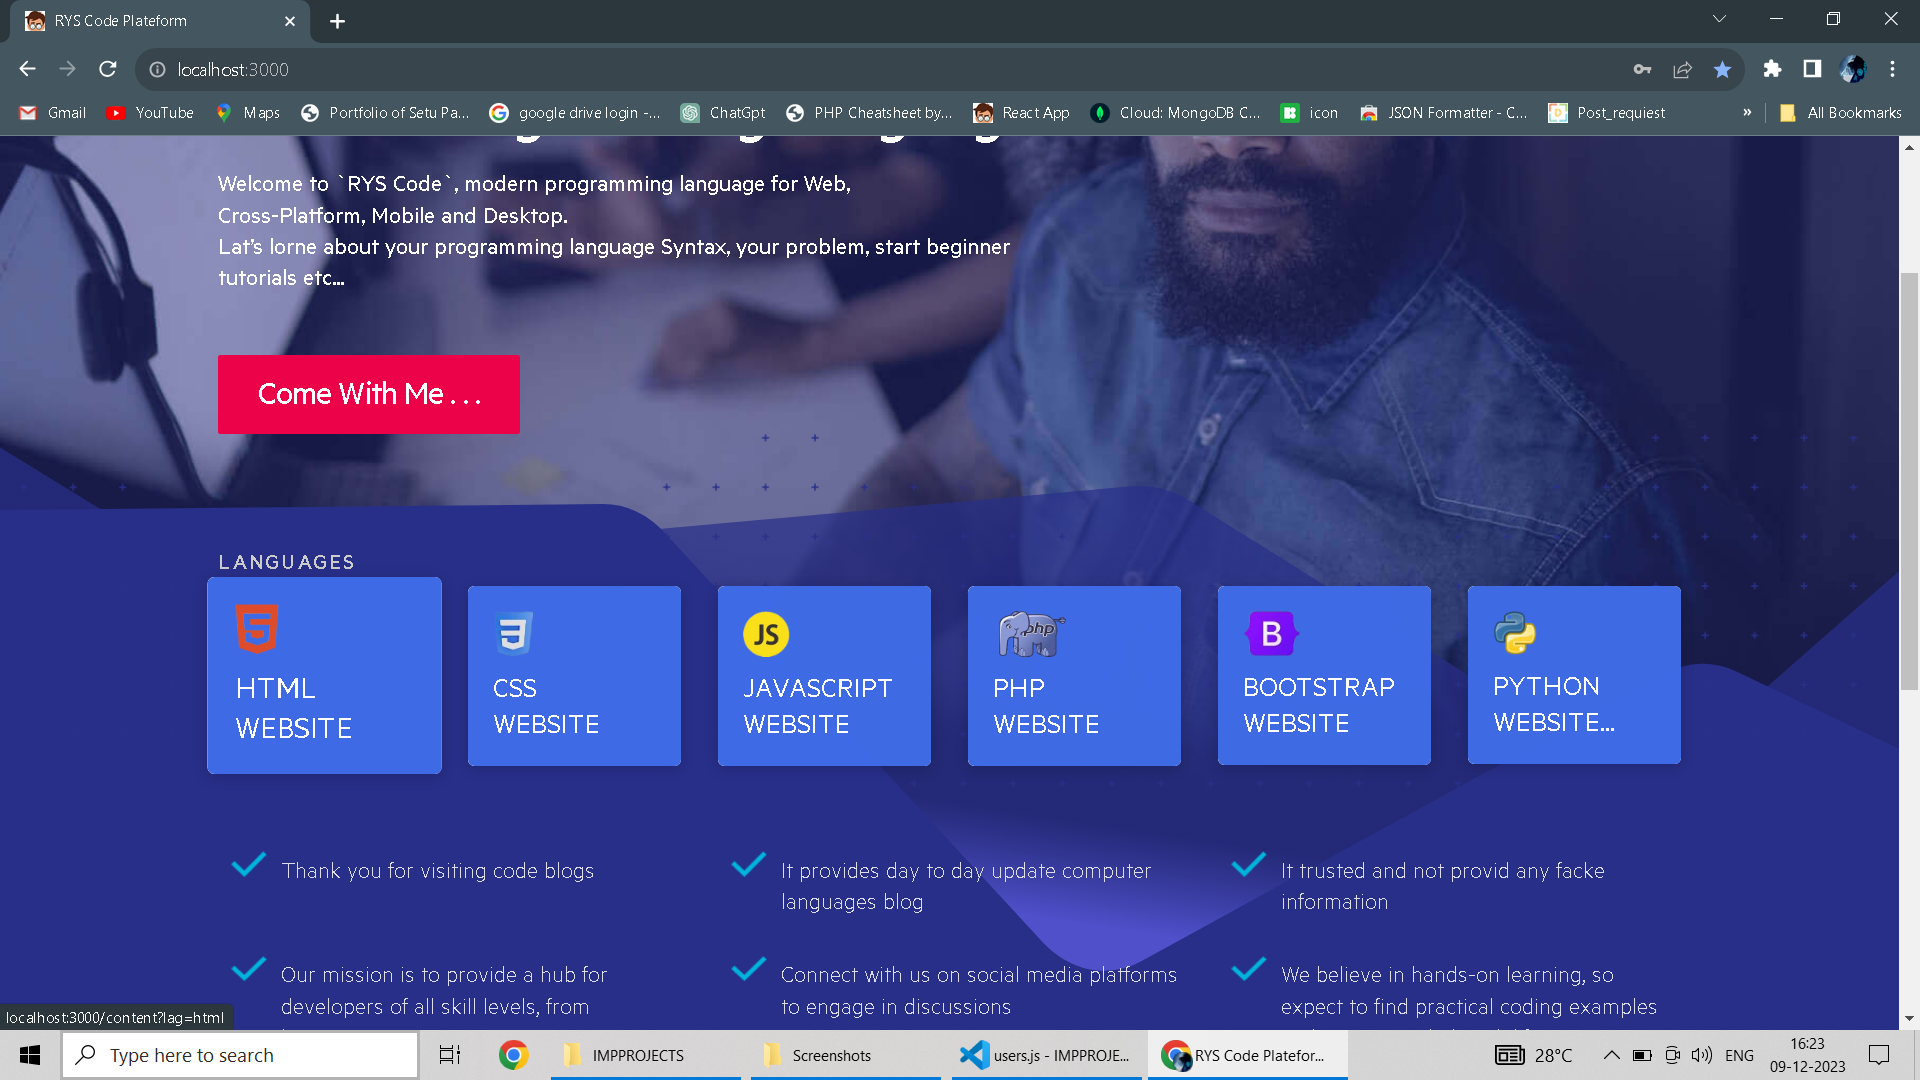 RYS Code Plateform
localhost:3000
Gmail
YouTube
Maps
Portfolio of Setu Pa...
google drive login -...
ChatGpt
PHP Cheatsheet by...
React App
Cloud: MongoDB C...
icon
JSON Formatter - C...
Post_requiest
»
All Bookmarks
Welcome to `RYS Code`, modern programming language for Web,
Cross-Platform, Mobile and Desktop.
Lat's lorne about your programming language Syntax, your problem, start beginner
tutorials etc...
Come With Me . . .
LANGUAGES
HTML
WEBSITE
CSS
WEBSITE
JS
JAVASCRIPT
WEBSITE
php
PHP
WEBSITE
B
BOOTSTRAP
WEBSITE
PYTHON
WEBSITE...
Thank you for visiting code blogs
It provides day to day update computer
languages blog
It trusted and not provid any facke
information
Our mission is to provide a hub for
developers of all skill levels, from
Connect with us on social media platforms
to engage in discussions
We believe in hands-on learning, so
expect to find practical coding examples
localhost:3000/content?lag=html
Type here to search
IMPPROJECTS
Screenshots
users.js - IMPPROJE...
RYS Code Platefor...
28°C
ENG
16:23
09-12-2023